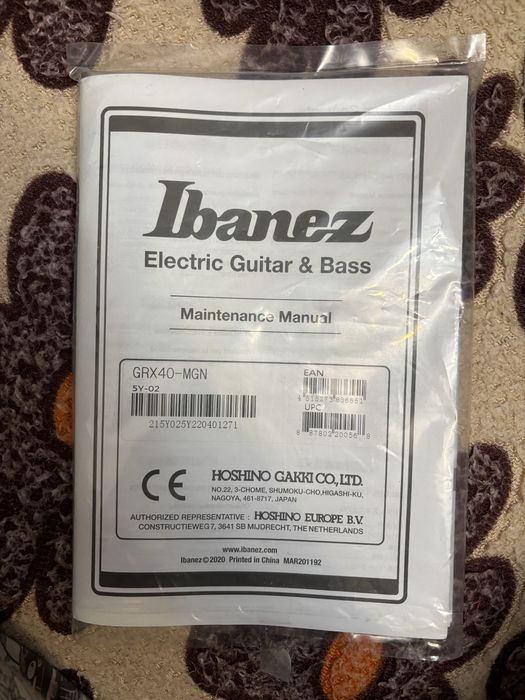 Ibanez
Electric Guitar & Bass
Maintenance Manual
GRX40-MGN
5Y-02
215Y025Y220401271
EAN
UPC
HOSHINO GAKKI CO., LTD.
NO.22, 3-CHOME, SHUMOKU-CHO,HIGASHI-KU,
NAGOYA, 461-8717, JAPAN
AUTHORIZED REPRESENTATIVE : HOSHINO EUROPE B.V.
CONSTRUCTIEWEG 7, 3641 SB MIJDRECHT, THE NETHERLANDS
www.ibanez.com
Ibanez©2020 Printed in China MAR201192